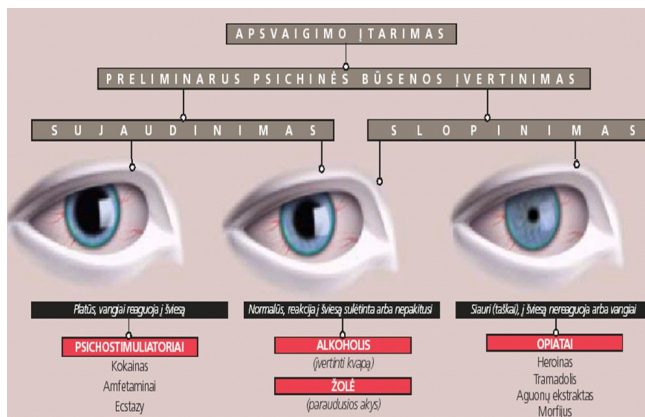 APSVAIGIMO ĮTARIMAS
PRELIMINARUS PSICHINĖS BŪSENOS ĮVERTINIMAS
SUJAUDINIMAS
SLOPINIMAS
Platūs, vangiai reaguoja į šviesą
Normalūs, reakcija į šviesą sulėtinta arba nepakitusi
Siauri (taškai), į šviesą nereaguoja arba vangiai
PSICHOSTIMULIATORIAI
Kokainas
Amfetaminai
Ecstazy
ALKOHOLIS
(įvertinti kvapą)
ŽOLĖ
(paraudusios akys)
OPIATAI
Heroinas
Tramadolis
Aguonų ekstraktas
Morfijus